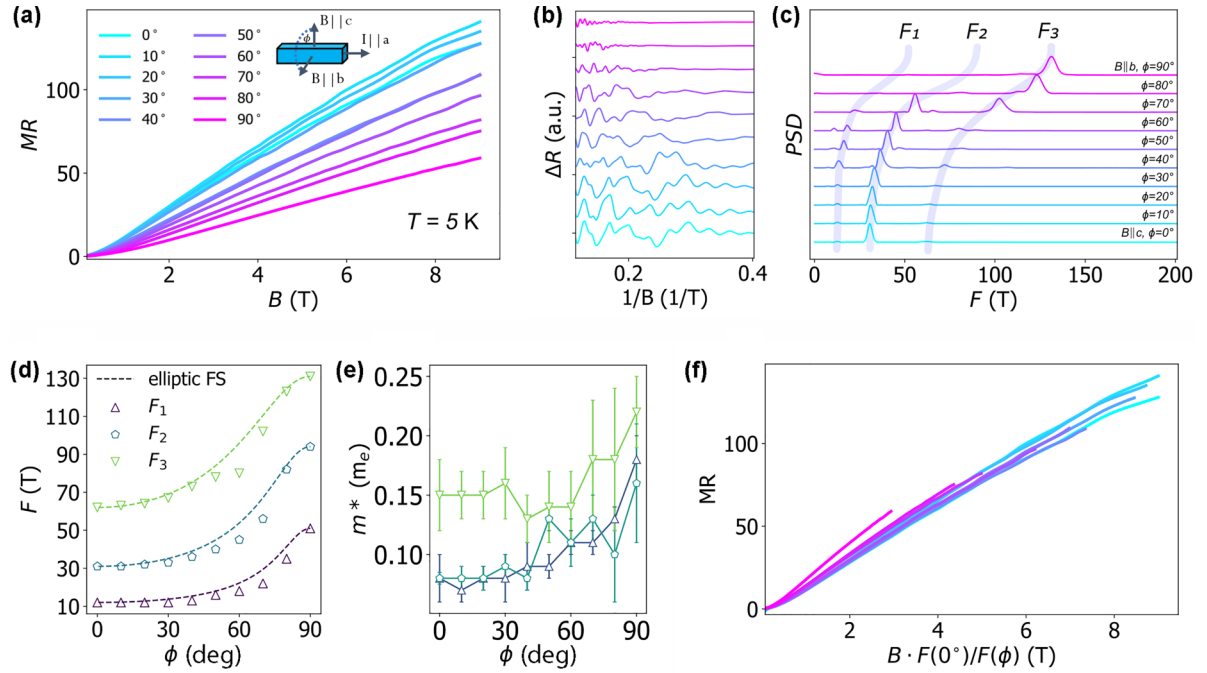 (a)
0°
10°
20°
30°
40°
50°
60°
70°
80°
90°
B||c
ϕ
I||a
B||b
T = 5 K
MR
100
50
0
2
4
6
8
B (T)
(b)
ΔR (a.u.)
0.2
0.4
1/B (1/T)
(c)
F₁
F₂
F₃
B∥b, ϕ=90°
ϕ=80°
ϕ=70°
ϕ=60°
ϕ=50°
ϕ=40°
ϕ=30°
ϕ=20°
ϕ=10°
B∥c, ϕ=0°
PSD
0
50
100
150
200
F (T)
(d)
elliptic FS
F₁
F₂
F₃
F (T)
130
110
90
70
50
30
10
0
30
60
90
ϕ (deg)
(e)
m* (mₑ)
0.25
0.20
0.15
0.10
0
30
60
90
ϕ (deg)
(f)
MR
100
50
0
2
4
6
8
B · F(0°)/F(ϕ) (T)